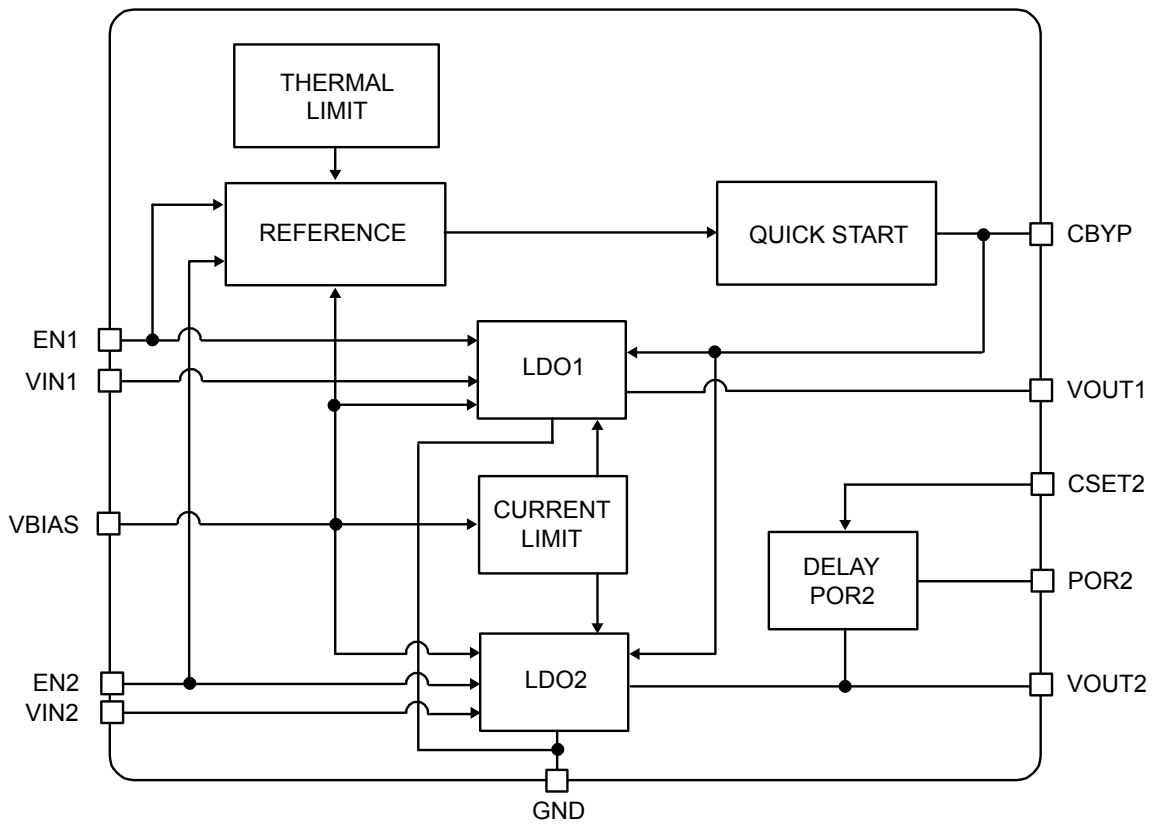 THERMAL
LIMIT
REFERENCE
QUICK START
CBYP
EN1
LDO1
VIN1
VOUT1
CSET2
VBIAS
CURRENT
LIMIT
DELAY
POR2
POR2
EN2
LDO2
VOUT2
VIN2
GND